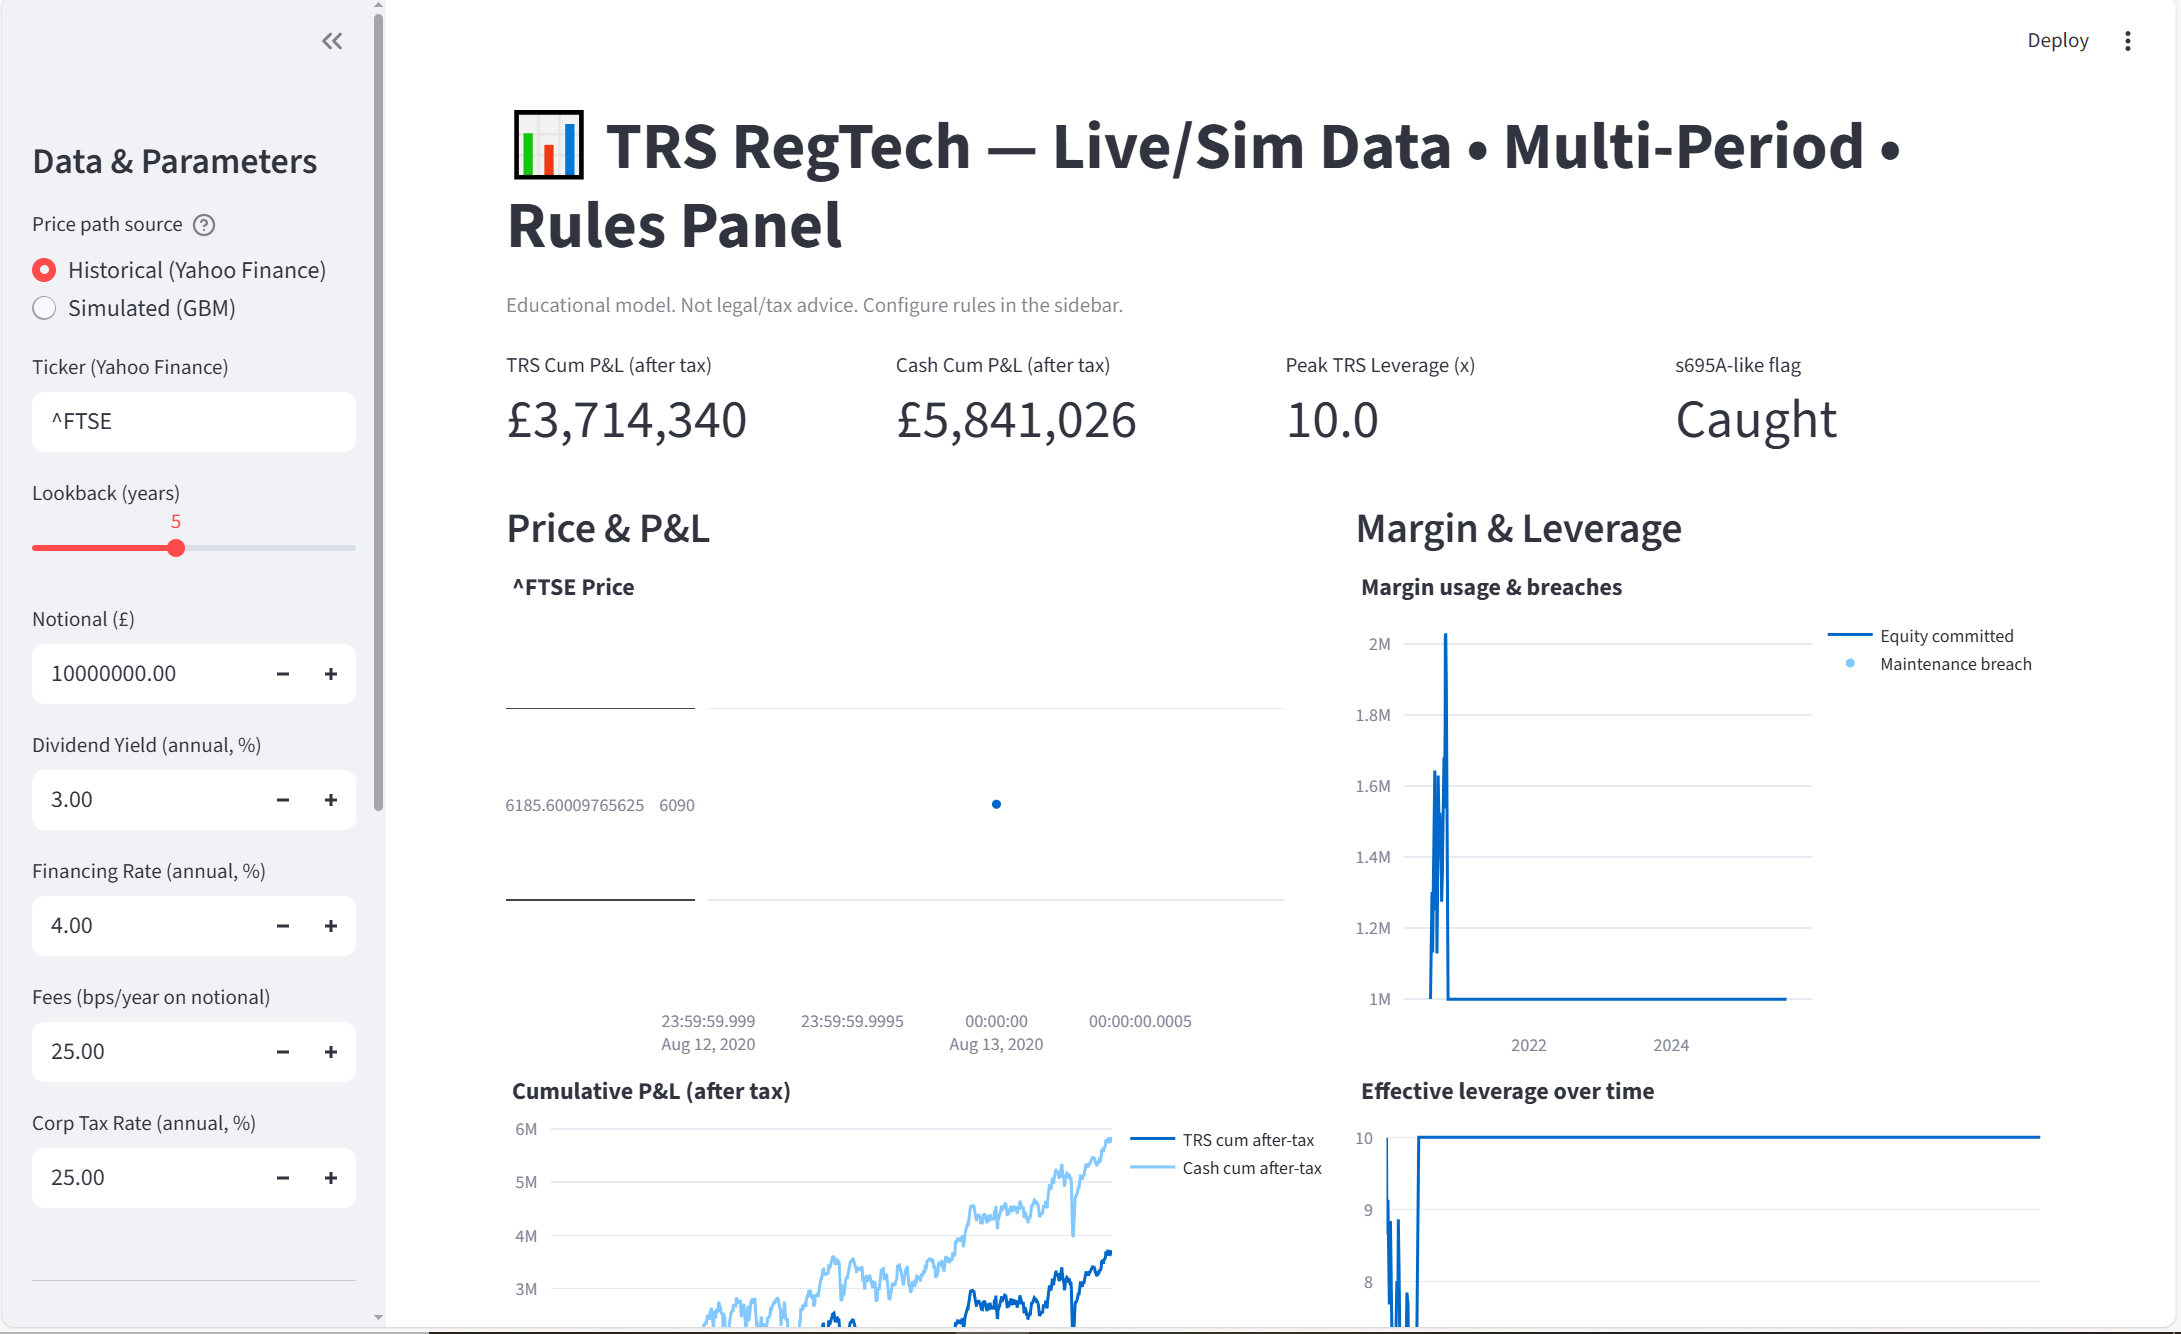 Deploy
Data & Parameters
Price path source
Historical (Yahoo Finance)
Simulated (GBM)
Ticker (Yahoo Finance)
^FTSE
Lookback (years)
5
Notional (£)
10000000.00
Dividend Yield (annual, %)
3.00
Financing Rate (annual, %)
4.00
Fees (bps/year on notional)
25.00
Corp Tax Rate (annual, %)
25.00
TRS RegTech — Live/Sim Data • Multi-Period •
Rules Panel
Educational model. Not legal/tax advice. Configure rules in the sidebar.
TRS Cum P&L (after tax)
£3,714,340
Cash Cum P&L (after tax)
£5,841,026
Peak TRS Leverage (x)
10.0
s695A-like flag
Caught
Price & P&L
^FTSE Price
6185.60009765625 6090
23:59:59.999 23:59:59.9995 00:00:00 00:00:00.0005
Aug 12, 2020 Aug 13, 2020
Margin & Leverage
Margin usage & breaches
2M
1.8M
1.6M
1.4M
1.2M
1M
2022 2024
Equity committed
Maintenance breach
Cumulative P&L (after tax)
6M
5M
4M
3M
TRS cum after-tax
Cash cum after-tax
Effective leverage over time
10
9
8